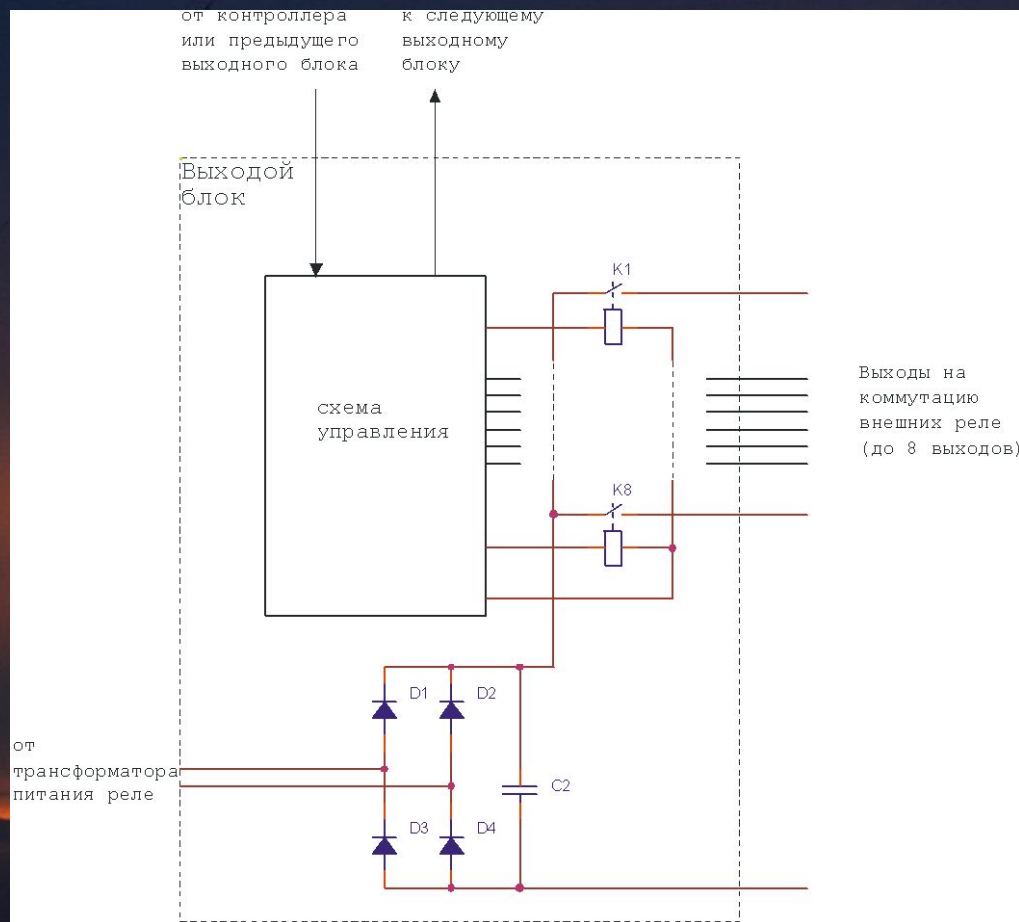 от контроллера
или предыдущего
выходного блока
к следующему
выходному
блоку
Выходой
блок
K1
схема
управления
Выходы на
коммутацию
внешних реле
(до 8 выходов)
K8
D1
D2
от
трансформатора
питания реле
C2
D3
D4